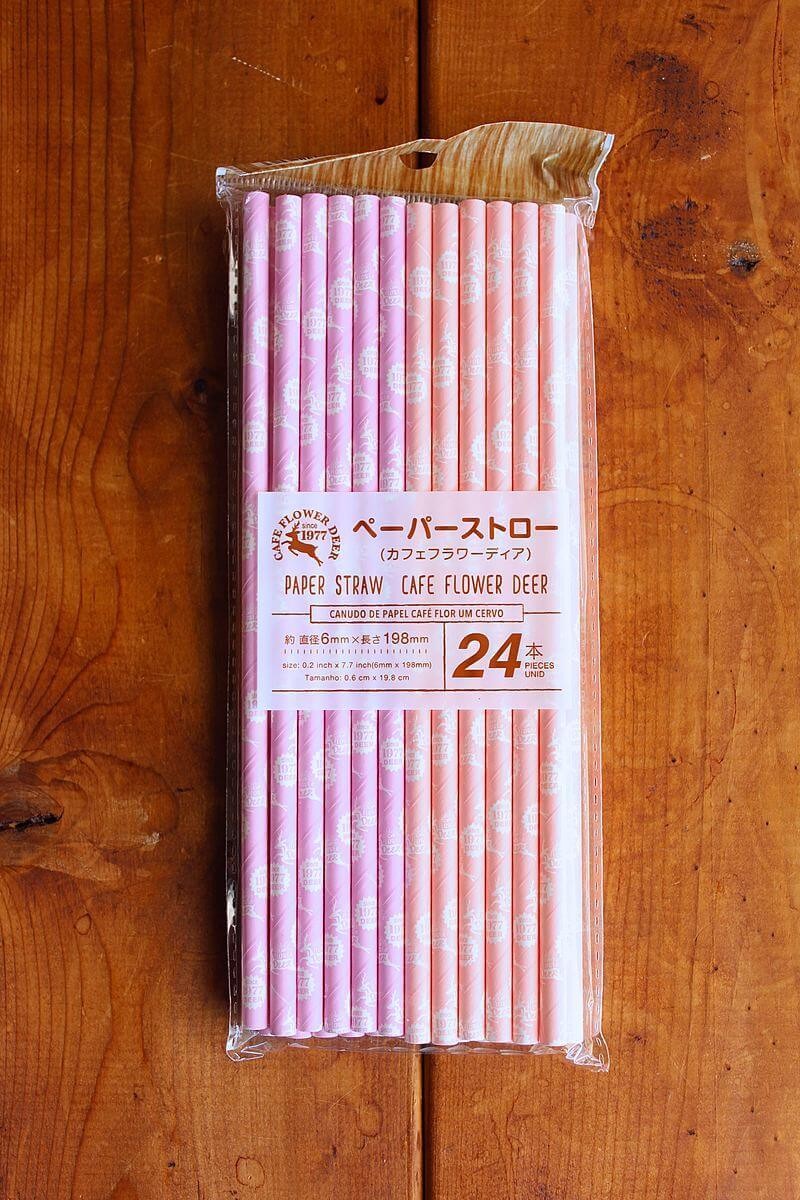 CAFE FLOWER DEER
since
1977
ペーパーストロー
(カフェフラワーディア)
PAPER STRAW CAFE FLOWER DEER
CANUDO DE PAPEL CAFÉ FLOR UM CERVO
約 直径6mm×長さ198mm
size: 0.2 inch x 7.7 inch(6mm x 198mm)
Tamanho: 0.6 cm x 19.8 cm
24本
PIECES
UNID